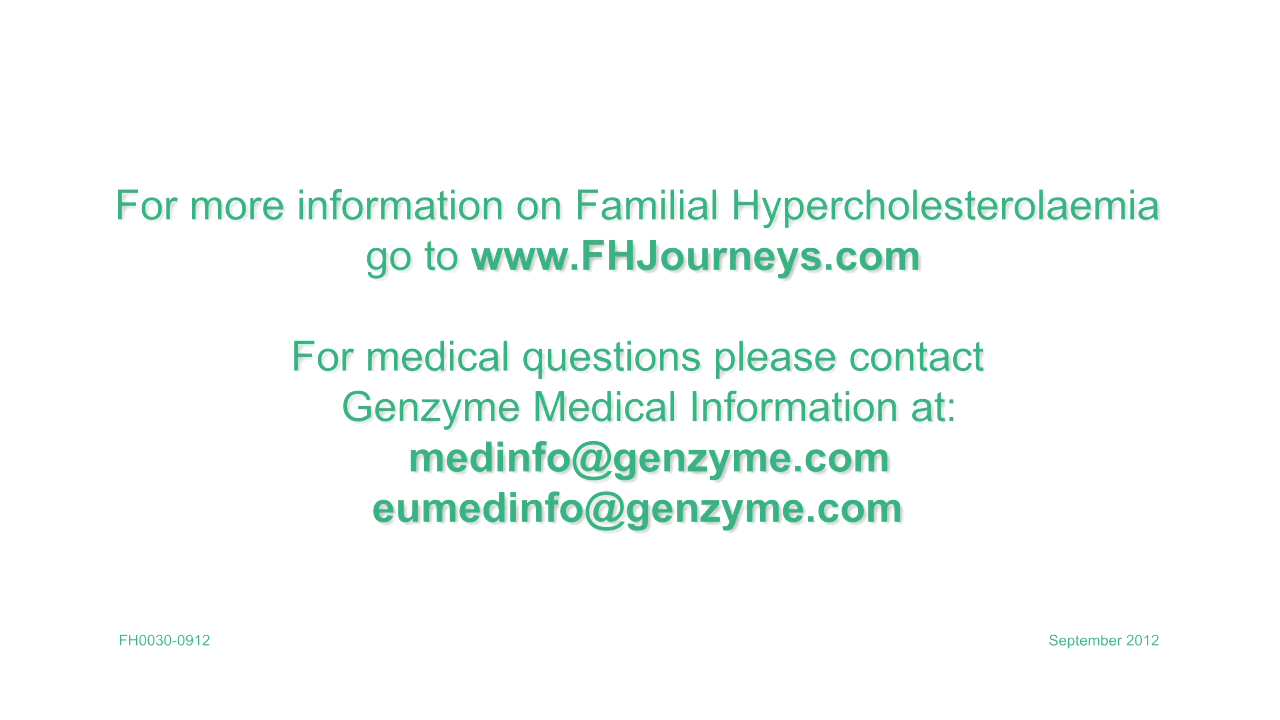 For more information on Familial Hypercholesterolaemia
go to www.FHJourneys.com
For medical questions please contact
Genzyme Medical Information at:
medinfo@genzyme.com
eumedinfo@genzyme.com
FH0030-0912
September 2012